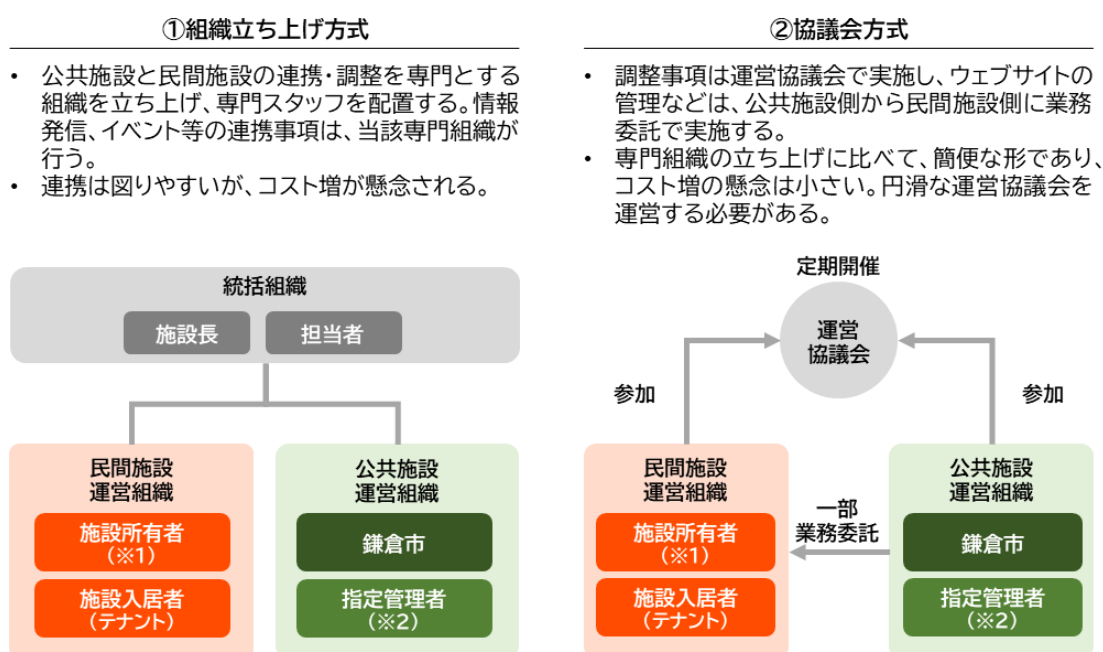 ①組織立ち上げ方式
• 公共施設と民間施設の連携・調整を専門とする
組織を立ち上げ、専門スタッフを配置する。情報
発信、イベント等の連携事項は、当該専門組織が
行う。
• 連携は図りやすいが、コスト増が懸念される。
統括組織
施設長
担当者
民間施設
運営組織
施設所有者
(※1)
施設入居者
(テナント)
公共施設
運営組織
鎌倉市
指定管理者
(※2)
②協議会方式
• 調整事項は運営協議会で実施し、ウェブサイトの
管理などは、公共施設側から民間施設側に業務
委託で実施する。
• 専門組織の立ち上げに比べて、簡便な形であり、
コスト増の懸念は小さい。円滑な運営協議会を
運営する必要がある。
定期開催
運営
協議会
参加
参加
民間施設
運営組織
施設所有者
(※1)
施設入居者
(テナント)
一部
業務委託
公共施設
運営組織
鎌倉市
指定管理者
(※2)